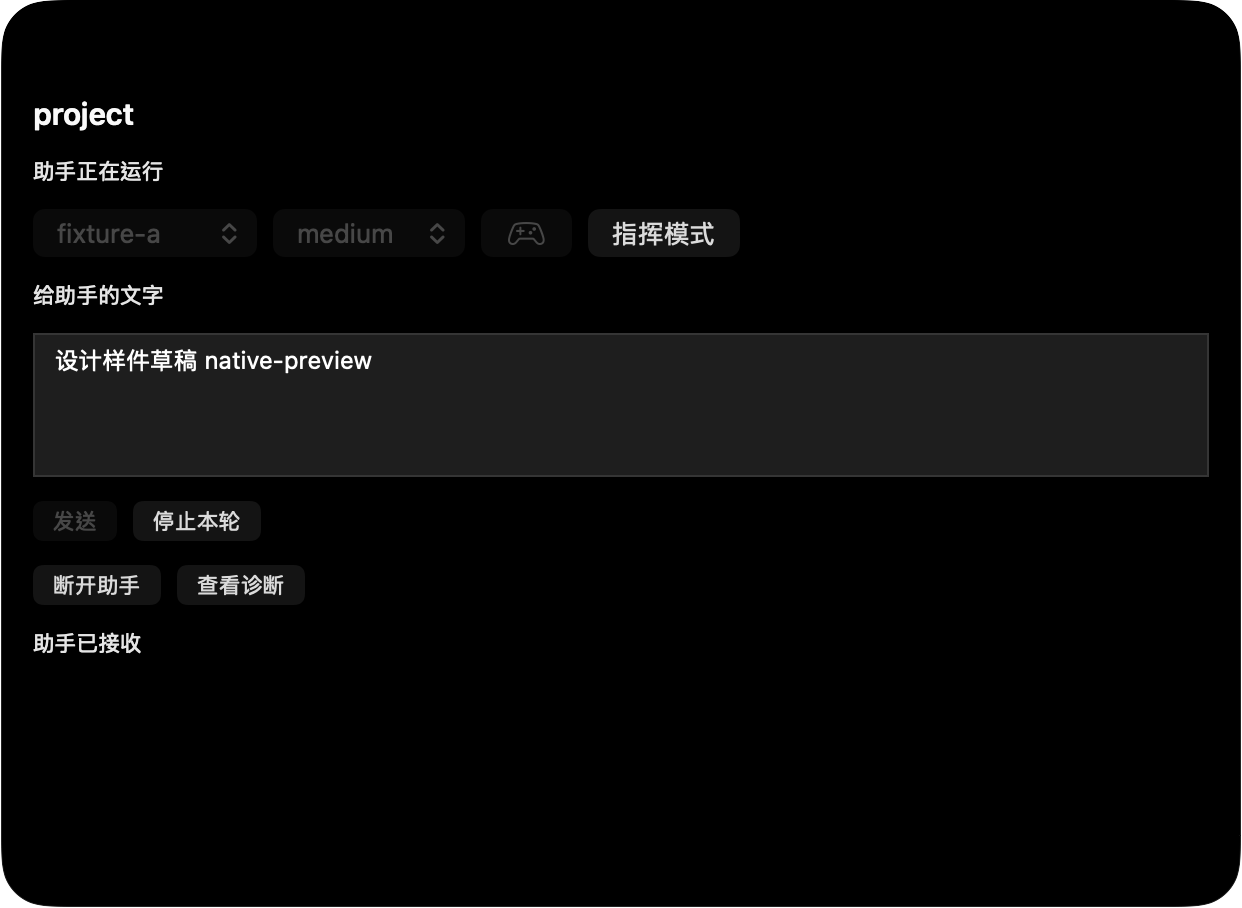 project
助手正在运行
fixture-a medium 指挥模式
给助手的文字
设计样件草稿 native-preview
发送 停止本轮
断开助手 查看诊断
助手已接收